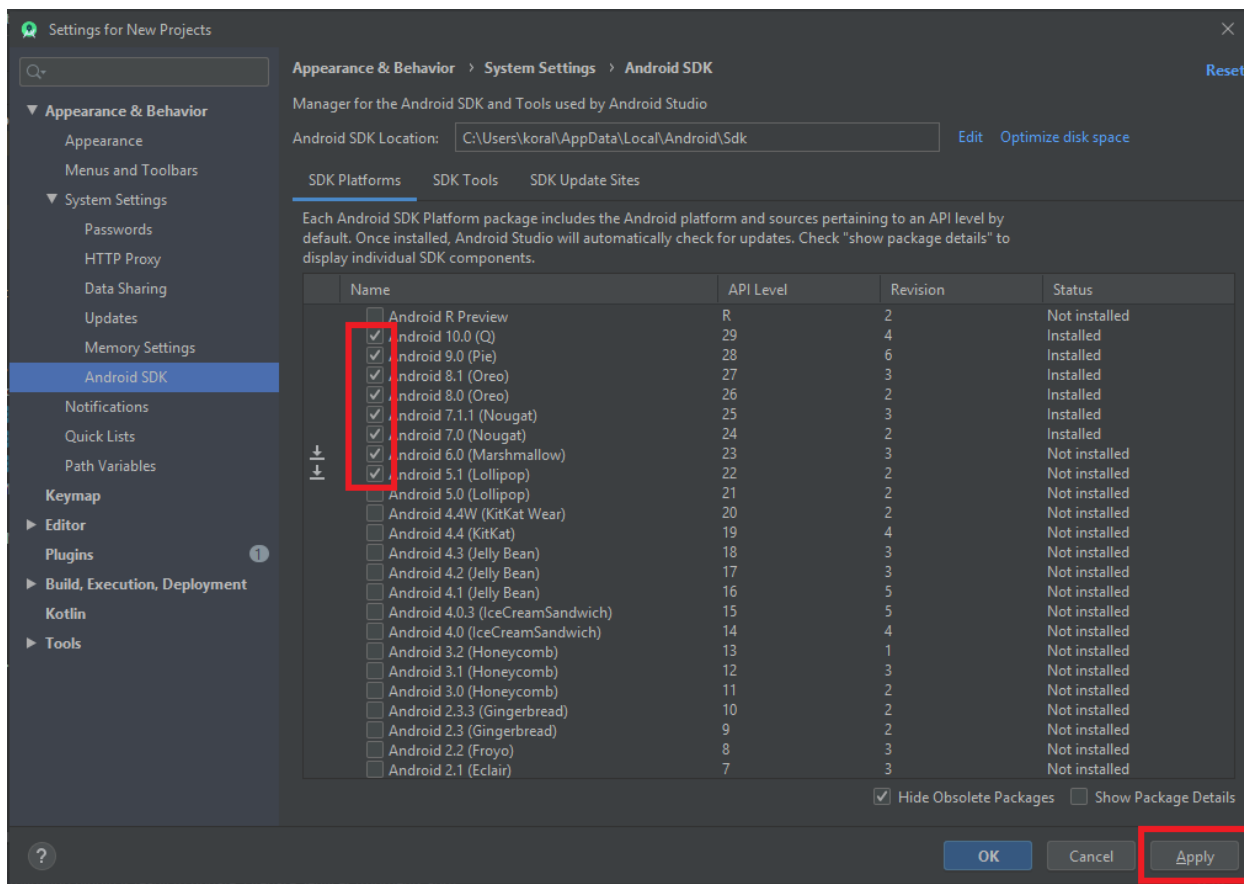 Settings for New Projects
Appearance & Behavior › System Settings › Android SDK
Reset
Manager for the Android SDK and Tools used by Android Studio
Android SDK Location: C:\Users\koral\AppData\Local\Android\Sdk Edit Optimize disk space
Appearance & Behavior
Appearance
Menus and Toolbars
System Settings
Passwords
HTTP Proxy
Data Sharing
Updates
Memory Settings
Android SDK
Notifications
Quick Lists
Path Variables
Keymap
Editor
Plugins 1
Build, Execution, Deployment
Kotlin
Tools
SDK Platforms SDK Tools SDK Update Sites
Each Android SDK Platform package includes the Android platform and sources pertaining to an API level by
default. Once installed, Android Studio will automatically check for updates. Check "show package details" to
display individual SDK components.
Name API Level Revision Status
Android R Preview R 2 Not installed
Android 10.0 (Q) 29 4 Installed
Android 9.0 (Pie) 28 6 Installed
Android 8.1 (Oreo) 27 3 Installed
Android 8.0 (Oreo) 26 2 Installed
Android 7.1.1 (Nougat) 25 3 Installed
Android 7.0 (Nougat) 24 2 Installed
Android 6.0 (Marshmallow) 23 3 Not installed
Android 5.1 (Lollipop) 22 2 Not installed
Android 5.0 (Lollipop) 21 2 Not installed
Android 4.4W (KitKat Wear) 20 2 Not installed
Android 4.4 (KitKat) 19 4 Not installed
Android 4.3 (Jelly Bean) 18 3 Not installed
Android 4.2 (Jelly Bean) 17 3 Not installed
Android 4.1 (Jelly Bean) 16 5 Not installed
Android 4.0.3 (IceCreamSandwich) 15 5 Not installed
Android 4.0 (IceCreamSandwich) 14 4 Not installed
Android 3.2 (Honeycomb) 13 1 Not installed
Android 3.1 (Honeycomb) 12 3 Not installed
Android 3.0 (Honeycomb) 11 2 Not installed
Android 2.3.3 (Gingerbread) 10 2 Not installed
Android 2.3 (Gingerbread) 9 2 Not installed
Android 2.2 (Froyo) 8 3 Not installed
Android 2.1 (Eclair) 7 3 Not installed
Hide Obsolete Packages Show Package Details
? OK Cancel Apply